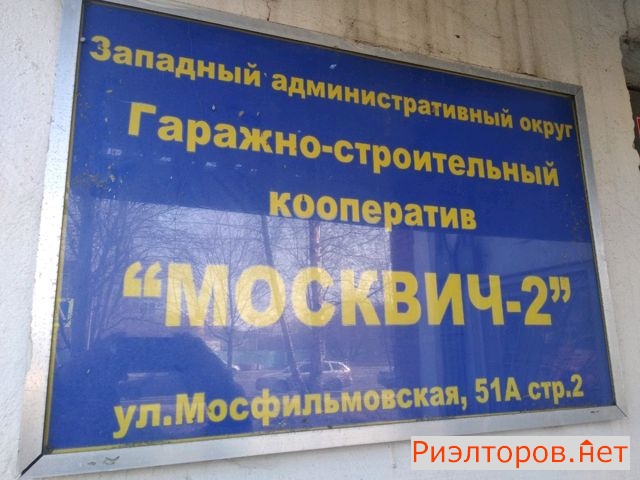 Западный административный округ
Гаражно-строительный
кооператив
“МОСКВИЧ-2”
ул.Мосфильмовская, 51А стр.2
Риэлторов.нет